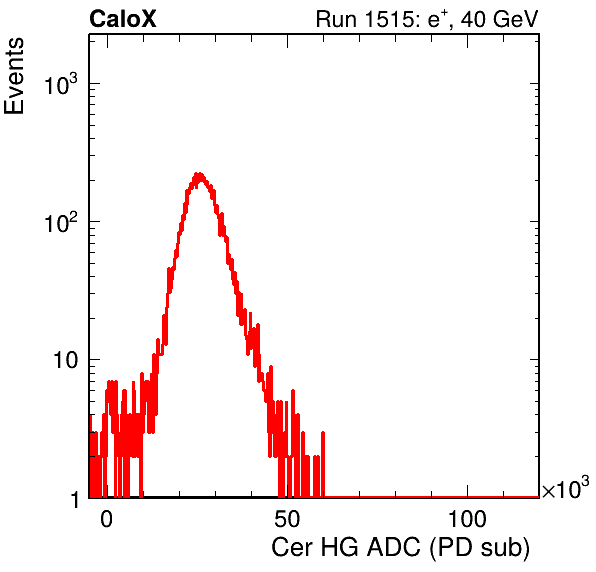 CaloX Run 1515: e⁺, 40 GeV
Events
10³
10²
10
1
0 50 100 ×10³
Cer HG ADC (PD sub)